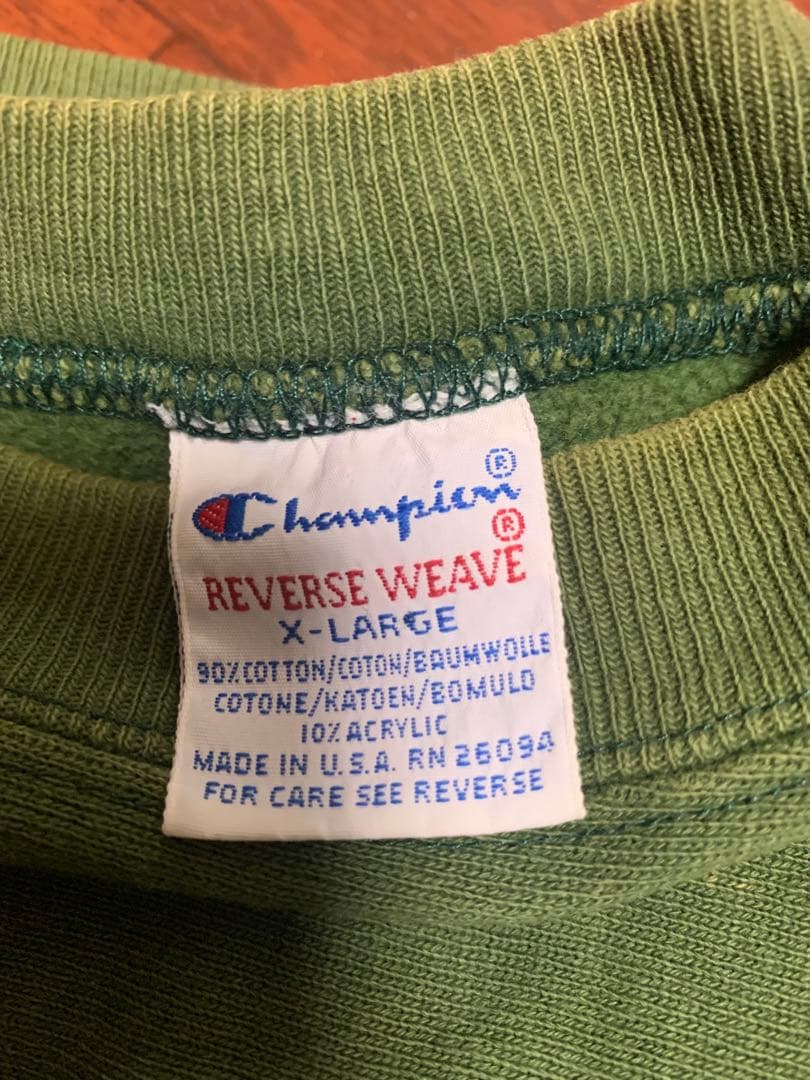 Champion®
REVERSE WEAVE®
X-LARGE
90% COTTON/COTON/BAUMWOLLE
COTONE/KATOEN/BOMULD
10% ACRYLIC
MADE IN U.S.A. RN 26094
FOR CARE SEE REVERSE